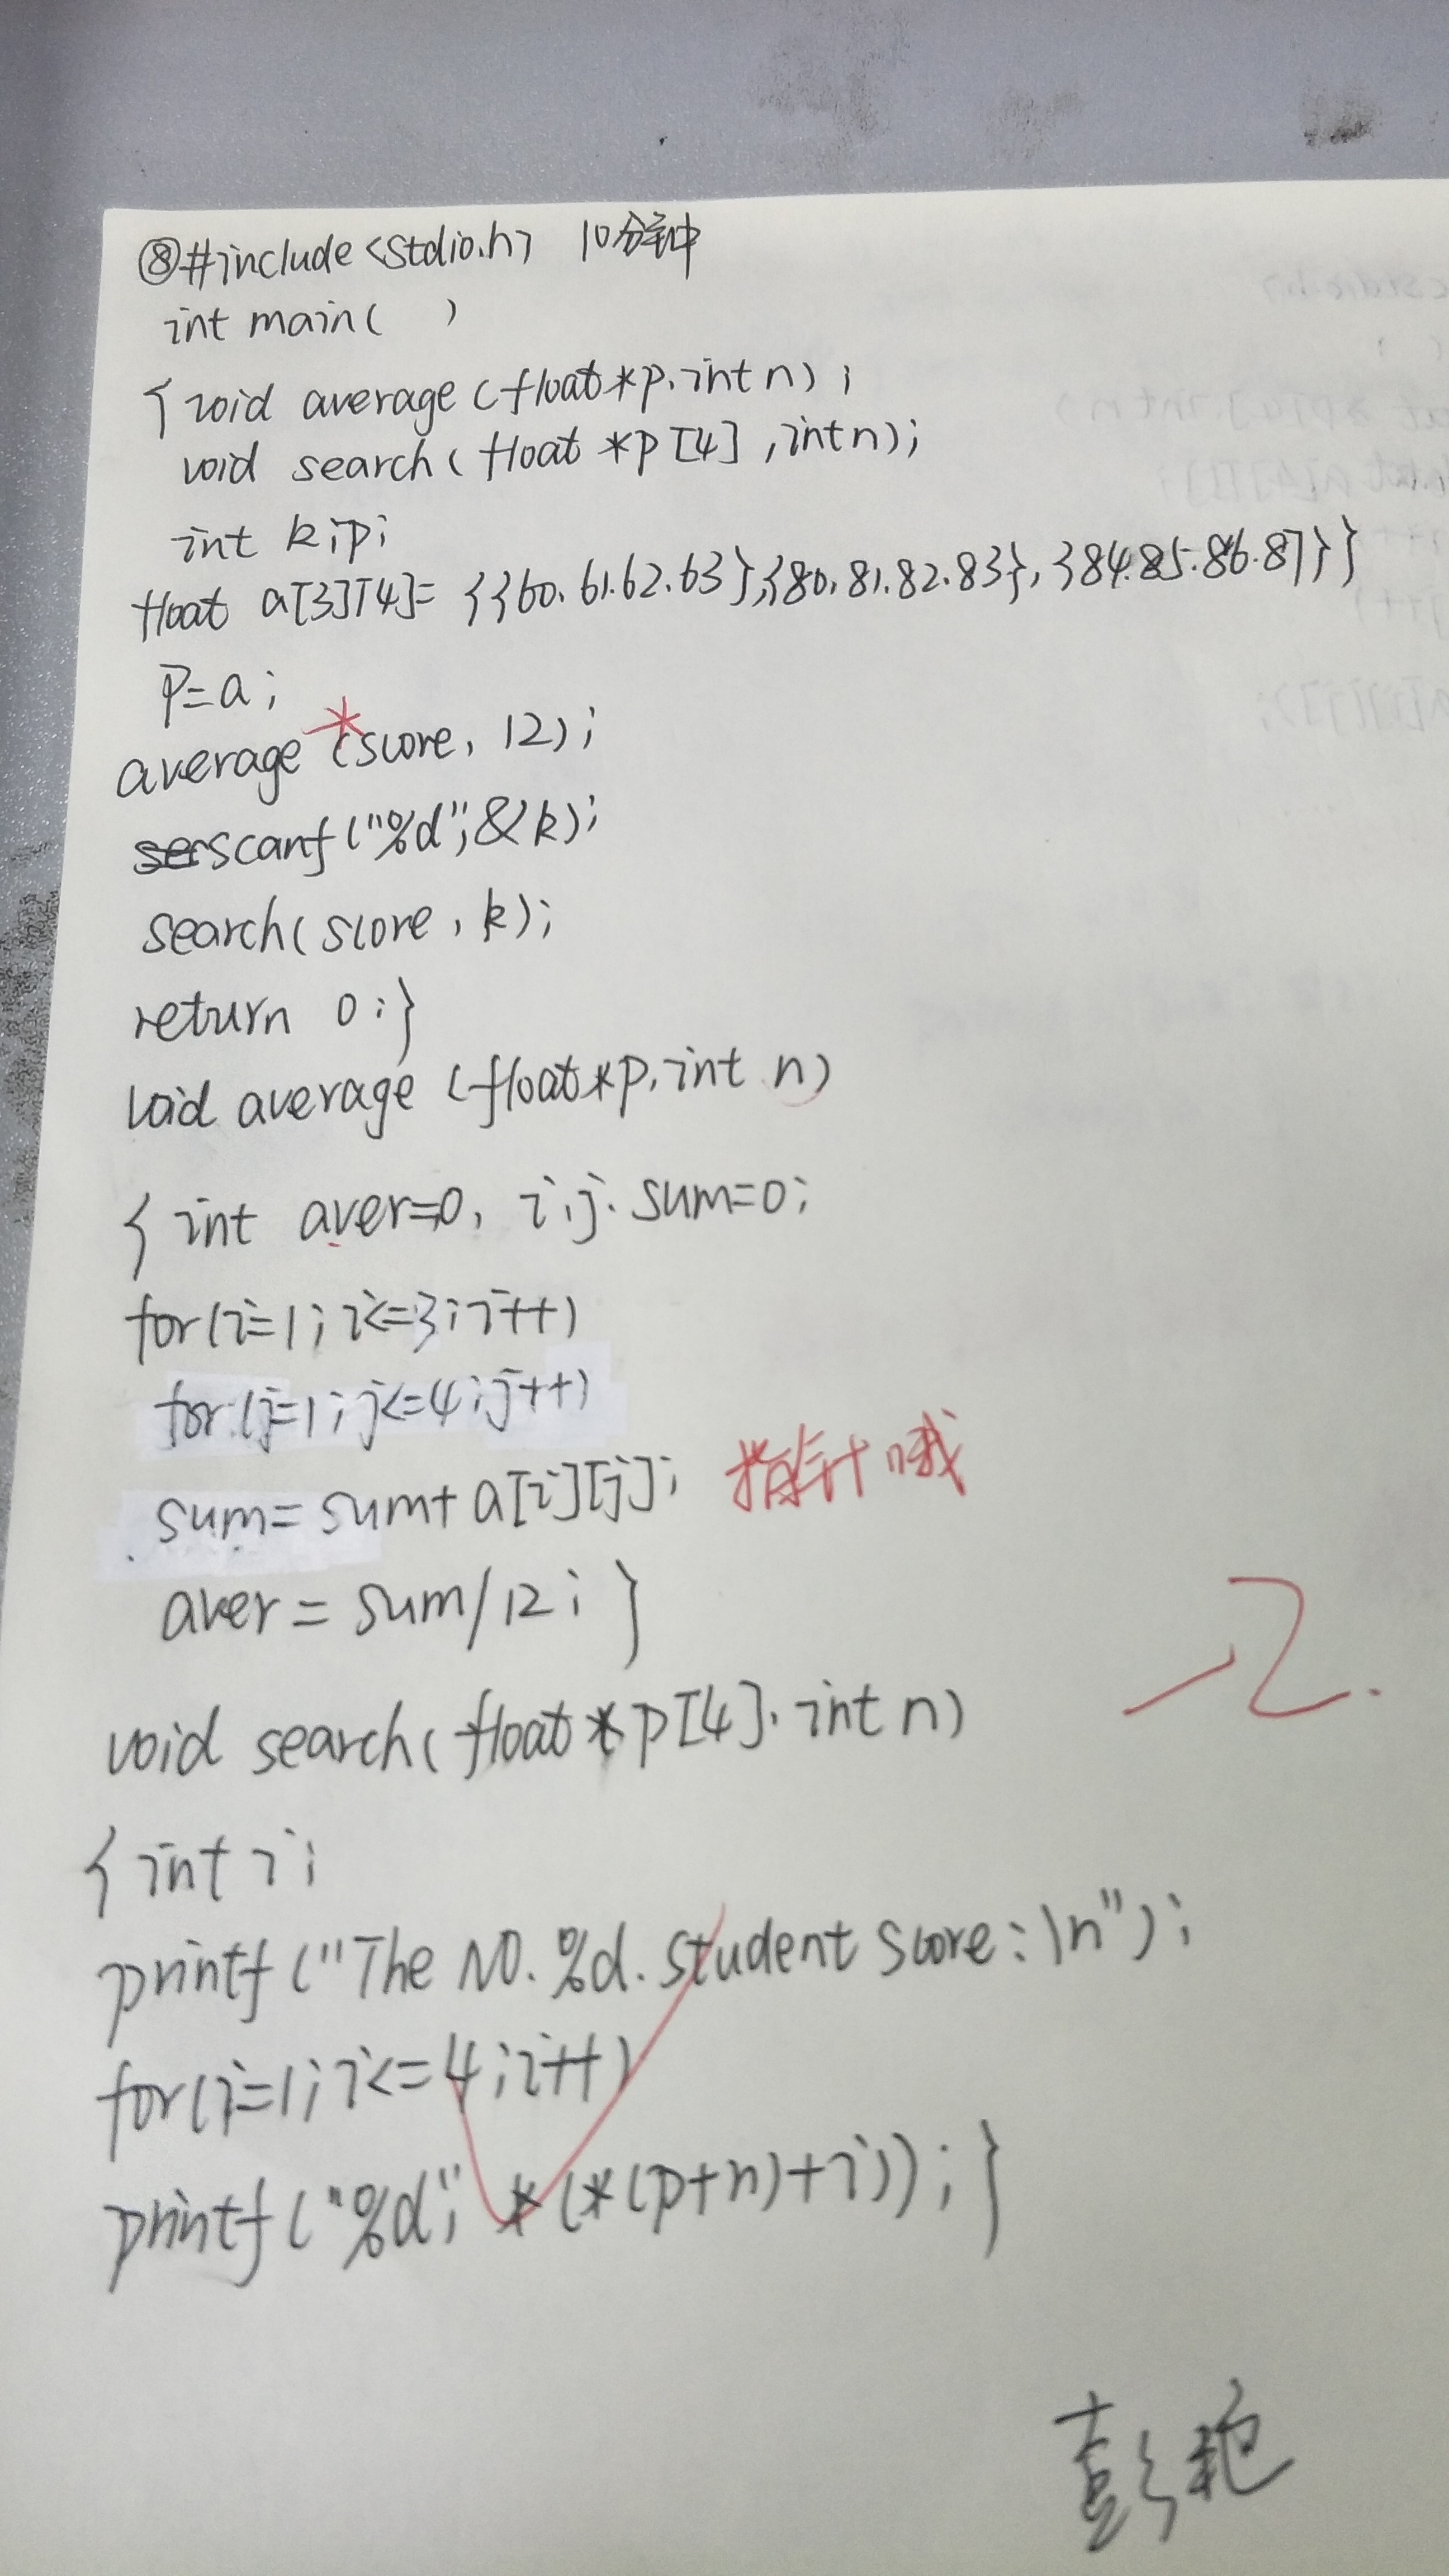 ⑧#include<stdio.h> 10分钟
int main( )
{void average(float*p,int n);
void search(float *p[4],int n);
int k;p;
float a[3][4]={{60.61.62.63},{80.81.82.83},{84.85.86.87}}
P=a;
average*(score, 12);
scanf("%d",&k);
search(score,k);
return 0;}
void average(float*p,int n)
{int aver=0, i,j. sum=0;
for(i=1;i<=3;i++)
for(j=1;j<=4;j++)
sum=sum+a[i][j]; 指针哦
aver=sum/12;}
-2.
void search(float*p[4].int n)
{int i;
printf("The NO.%d.student score:\n");
for(i=1;i<=4;i++)
printf("%d",*(*(p+n)+i));}